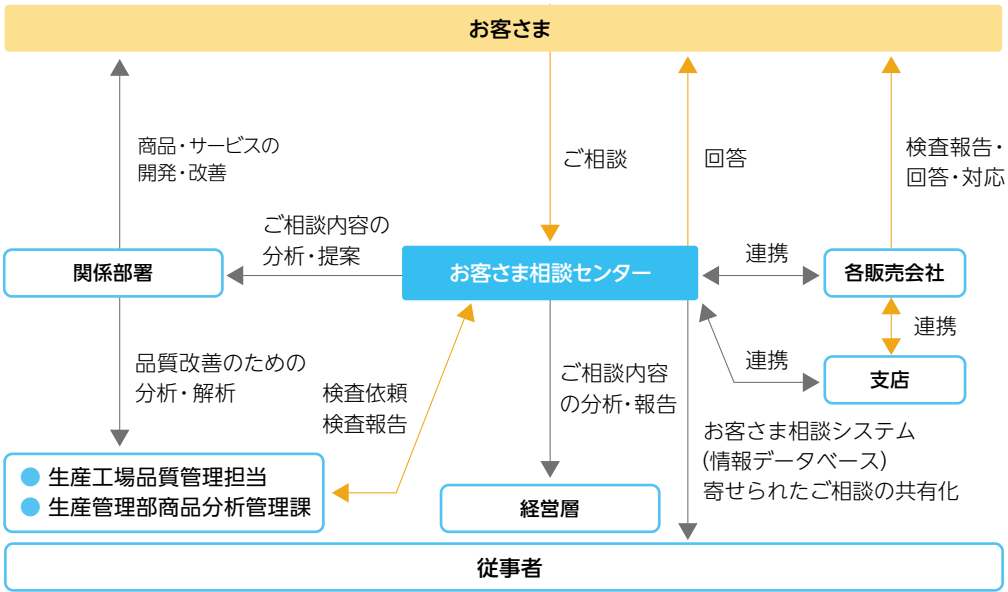 お客さま
商品・サービスの
開発・改善
ご相談
回答
検査報告・
回答・対応
ご相談内容の
分析・提案
関係部署
お客さま相談センター
連携
各販売会社
連携
支店
連携
品質改善のための
分析・解析
検査依頼
検査報告
ご相談内容
の分析・報告
お客さま相談システム
(情報データベース)
寄せられたご相談の共有化
● 生産工場品質管理担当
● 生産管理部商品分析管理課
経営層
従事者